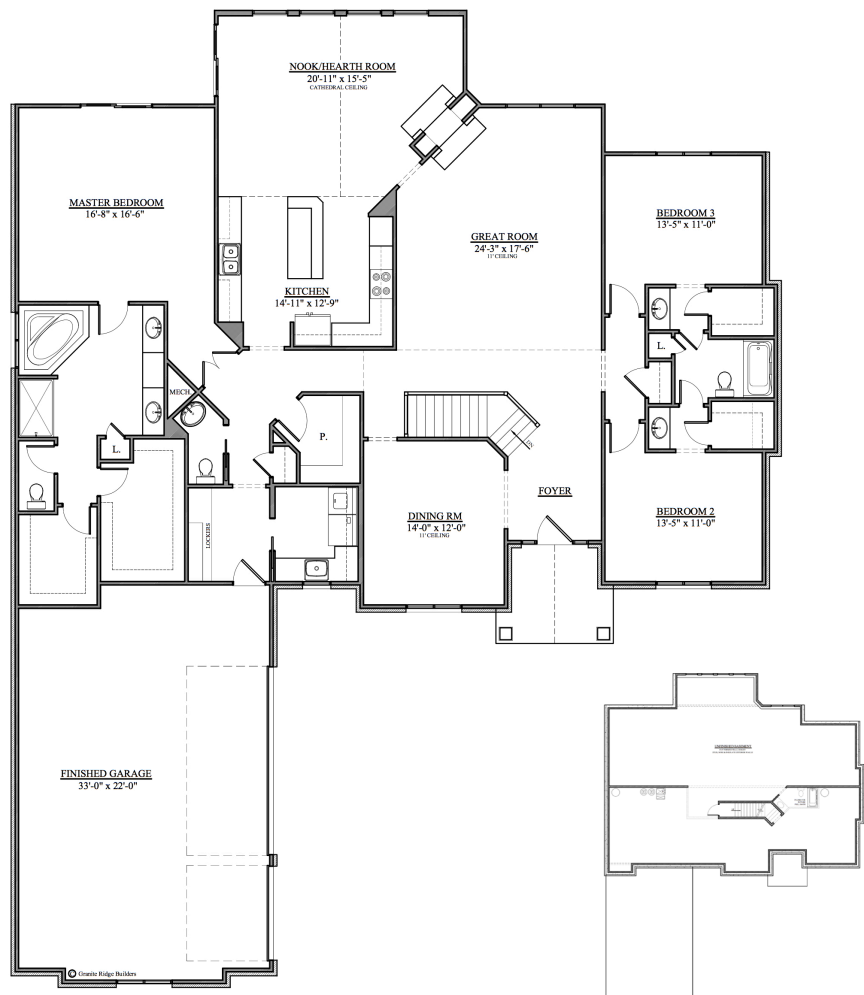 NOOK/HEARTH ROOM
20'-11" x 15'-5"
CATHEDRAL CEILING
MASTER BEDROOM
16'-8" x 16'-6"
BEDROOM 3
13'-5" x 11'-0"
GREAT ROOM
24'-3" x 17'-6"
11' CEILING
KITCHEN
14'-11" x 12'-9"
L.
MECH.
P.
L.
DN
FOYER
DINING RM
14'-0" x 12'-0"
11' CEILING
BEDROOM 2
13'-5" x 11'-0"
LOCKERS
FINISHED GARAGE
33'-0" x 22'-0"
© Granite Ridge Builders